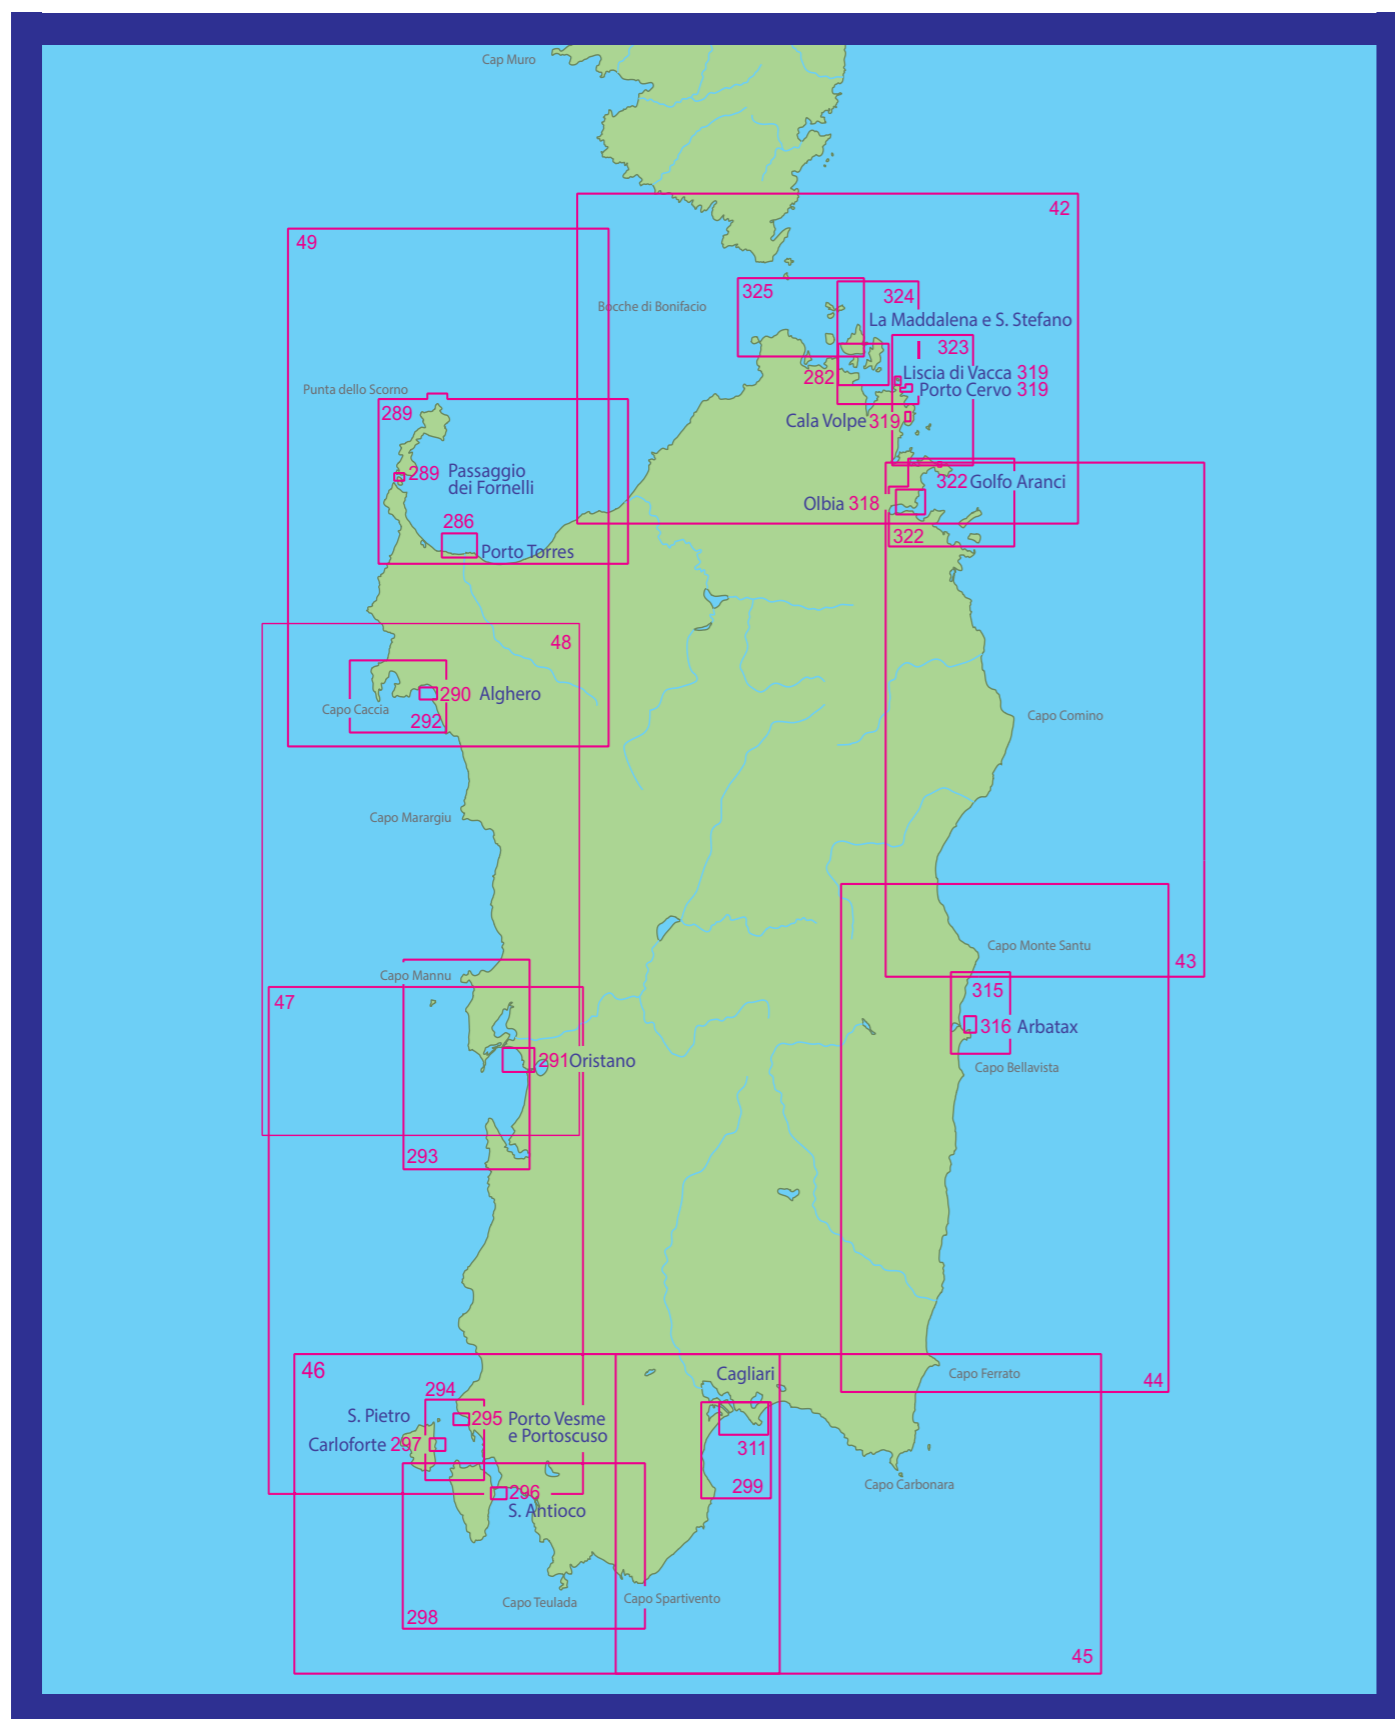 Cap Muro
42
49
325
324
Bocche di Bonifacio
La Maddalena e S. Stefano
323
282
Liscia di Vacca 319
Porto Cervo 319
Punta dello Scorno
289
Cala Volpe 319
289 Passaggio
dei Fornelli
322 Golfo Aranci
Olbia 318
286
322
Porto Torres
48
290 Alghero
Capo Caccia
292
Capo Comino
Capo Marargiu
Capo Monte Santu
43
Capo Mannu
315
47
316 Arbatax
291 Oristano
Capo Bellavista
293
46
Cagliari
Capo Ferrato
44
294
S. Pietro
295 Porto Vesme
e Portoscuso
Carloforte 297
311
299
Capo Carbonara
296
S. Antioco
Capo Teulada
Capo Spartivento
298
45